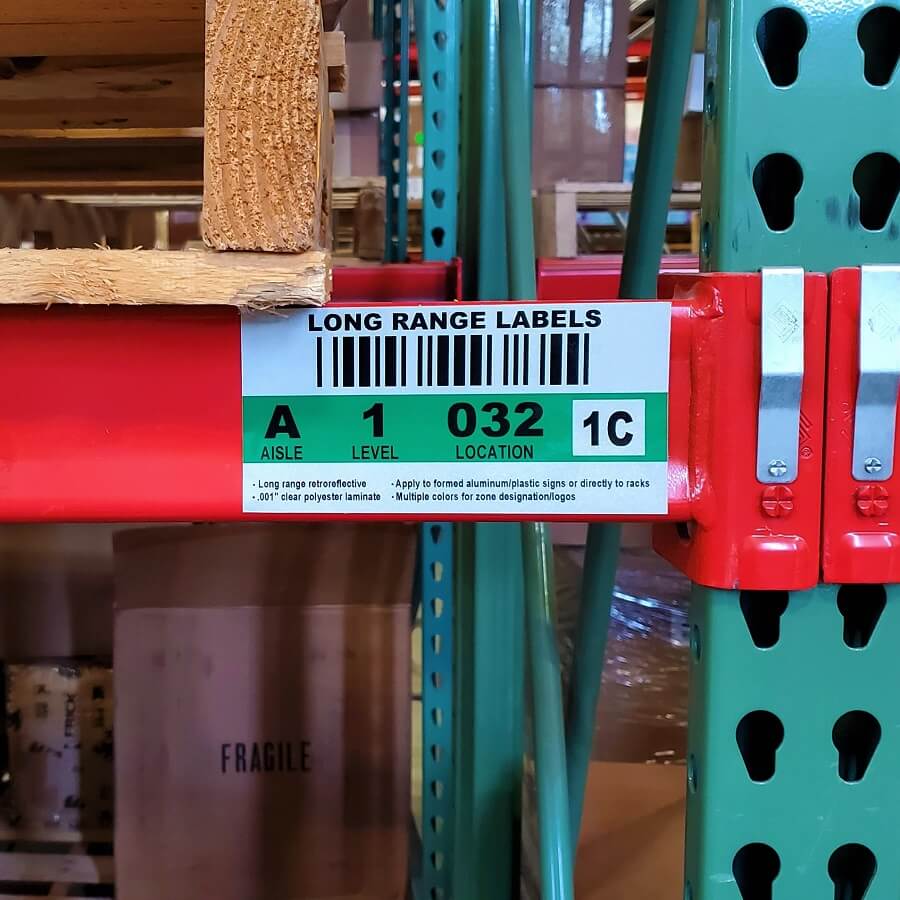 LONG RANGE LABELS
A 1 032 1C
AISLE LEVEL LOCATION
- Long range retroreflective - Apply to formed aluminum/plastic signs or directly to racks
- .001" clear polyester laminate - Multiple colors for zone designation/logos
FRAGILE